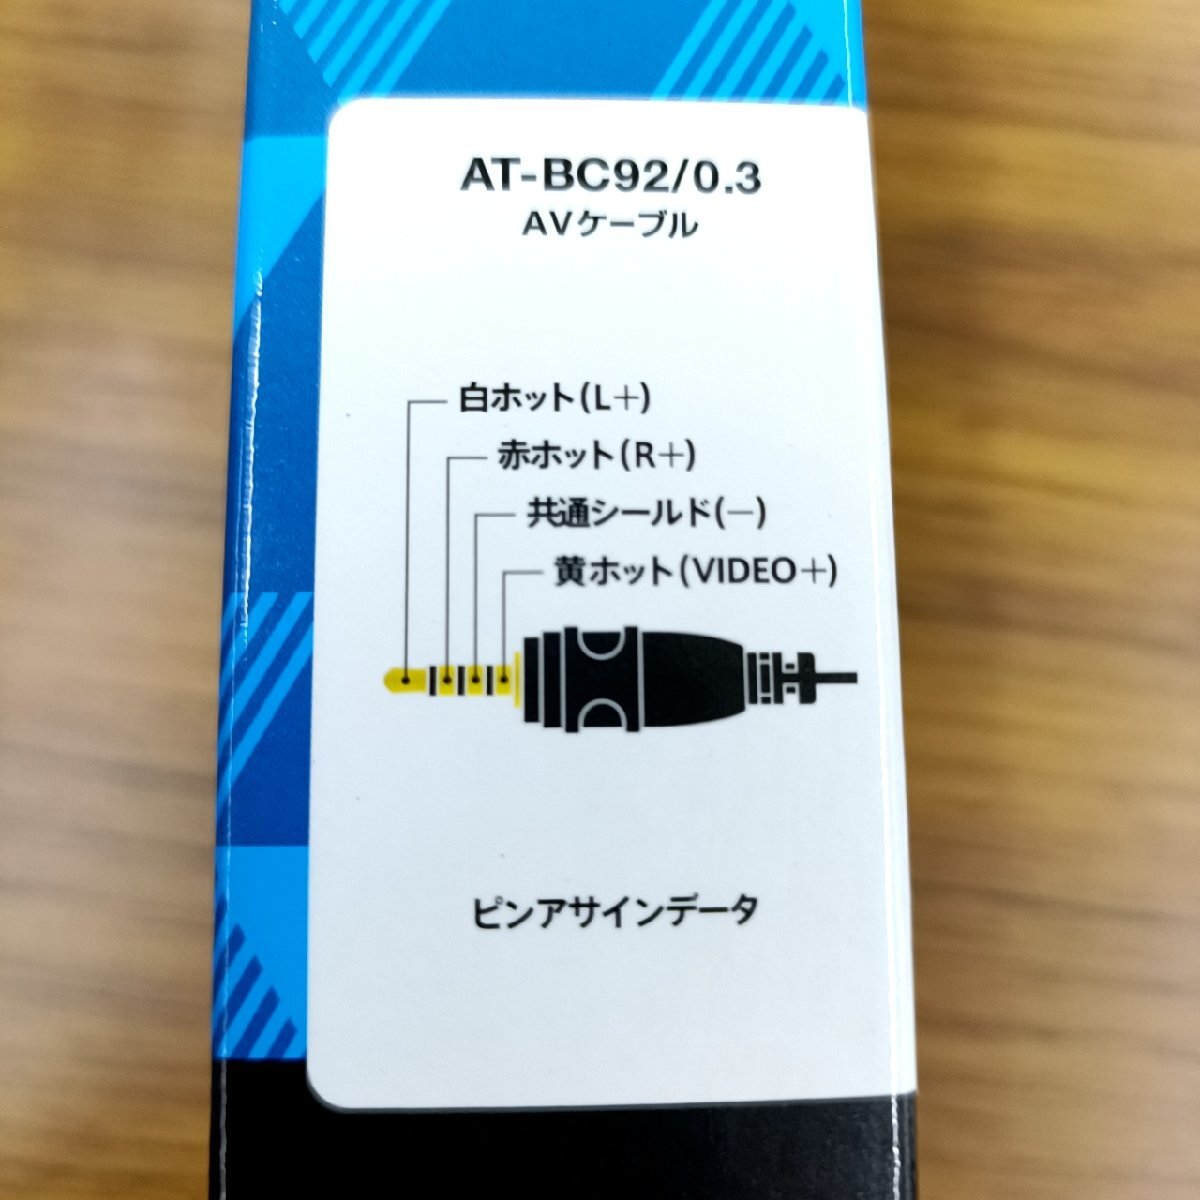 AT-BC92/0.3
AVケーブル
白ホット(L+)
赤ホット(R+)
共通シールド(−)
黄ホット(VIDEO+)
ピンアサインデータ